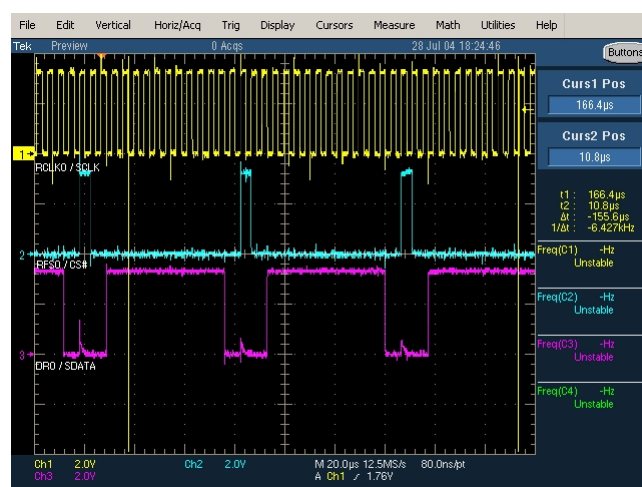 File Edit Vertical Horiz/Acq Trig Display Cursors Measure Math Utilities Help
Tek Preview 0 Acqs 28 Jul 04 18:24:46
Buttons
Curs1 Pos
166.4µs
Curs2 Pos
10.8µs
t1 : 166.4µs
t2 : 10.8µs
Δt : -155.6µs
1/Δt : -6.427kHz
1
RCLK0 / SCLK
2
RFS0 / CS#
Freq(C1) -Hz
Unstable
Freq(C2) -Hz
Unstable
3
DR0 / SDATA
Freq(C3) -Hz
Unstable
Freq(C4) -Hz
Unstable
Ch1 2.0V Ch2 2.0V M 20.0µs 12.5MS/s 80.0ns/pt
Ch3 2.0V A Ch1 ∕ 1.76V